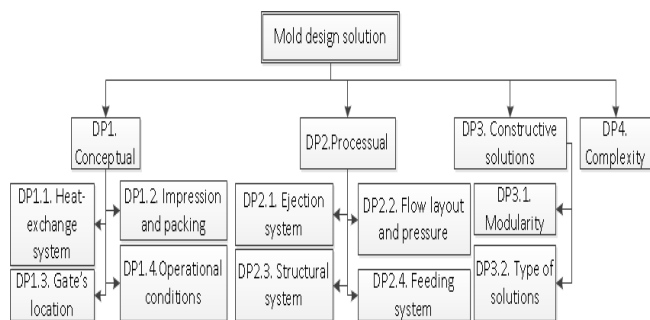 Mold design solution
DP1.
Conceptual
DP2.Processual
DP3. Constructive
solutions
DP4.
Complexity
DP1.1. Heat-
exchange
system
DP1.2. Impression
and packing
DP2.1. Ejection
system
DP2.2. Flow layout
and pressure
DP3.1.
Modularity
DP1.3. Gate's
location
DP1.4.Operational
conditions
DP2.3. Structural
system
DP2.4. Feeding
system
DP3.2. Type of
solutions